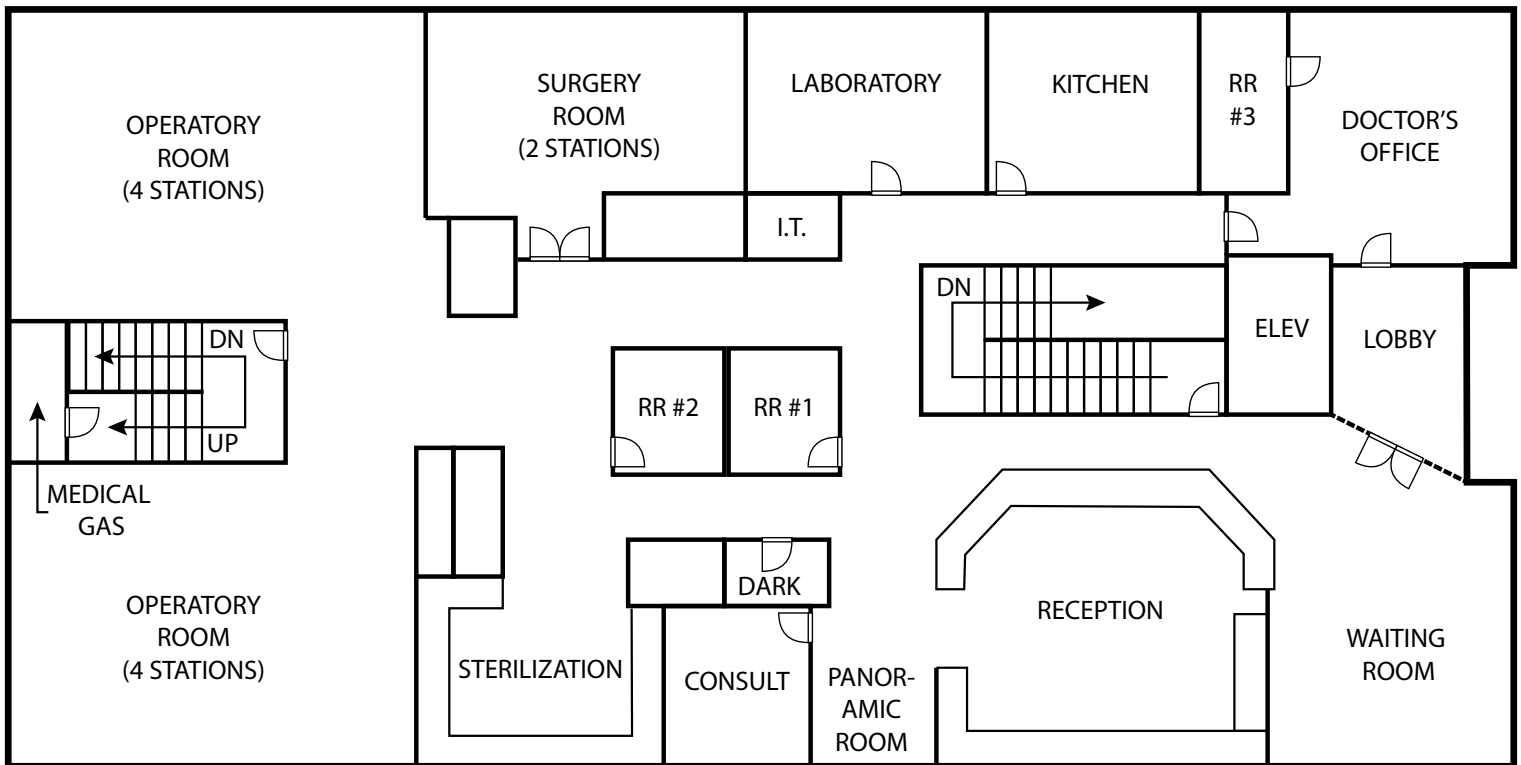 OPERATORY
ROOM
(4 STATIONS)
SURGERY
ROOM
(2 STATIONS)
LABORATORY
KITCHEN
RR
#3
DOCTOR'S
OFFICE
I.T.
DN
UP
MEDICAL
GAS
RR #2
RR #1
DN
ELEV
LOBBY
OPERATORY
ROOM
(4 STATIONS)
STERILIZATION
DARK
CONSULT
PANOR-
AMIC
ROOM
RECEPTION
WAITING
ROOM